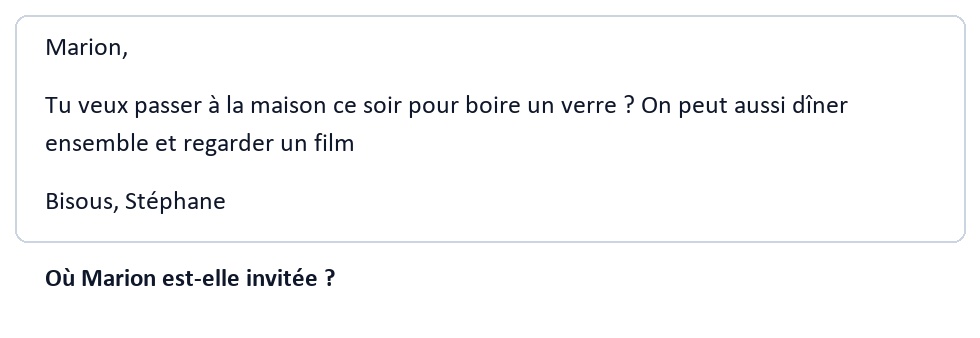 Marion,
Tu veux passer à la maison ce soir pour boire un verre ? On peut aussi dîner
ensemble et regarder un film
Bisous, Stéphane
Où Marion est-elle invitée ?